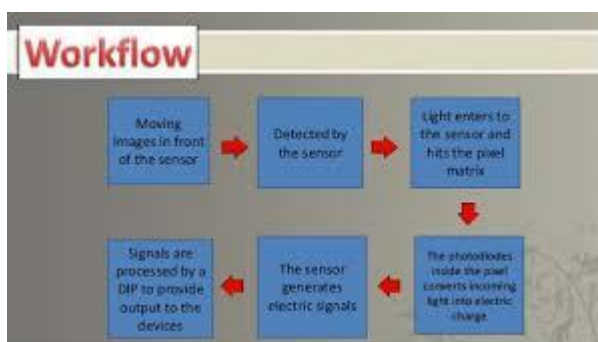 Workflow
Moving
images in front
of the sensor
Detected by
the sensor
Light enters to
the sensor and
hits the pixel
matrix
The photodiodes
inside the pixel
converts incoming
light into electric
charge
The sensor
generates
electric signals
Signals are
processed by a
DIP to provide
output to the
devices